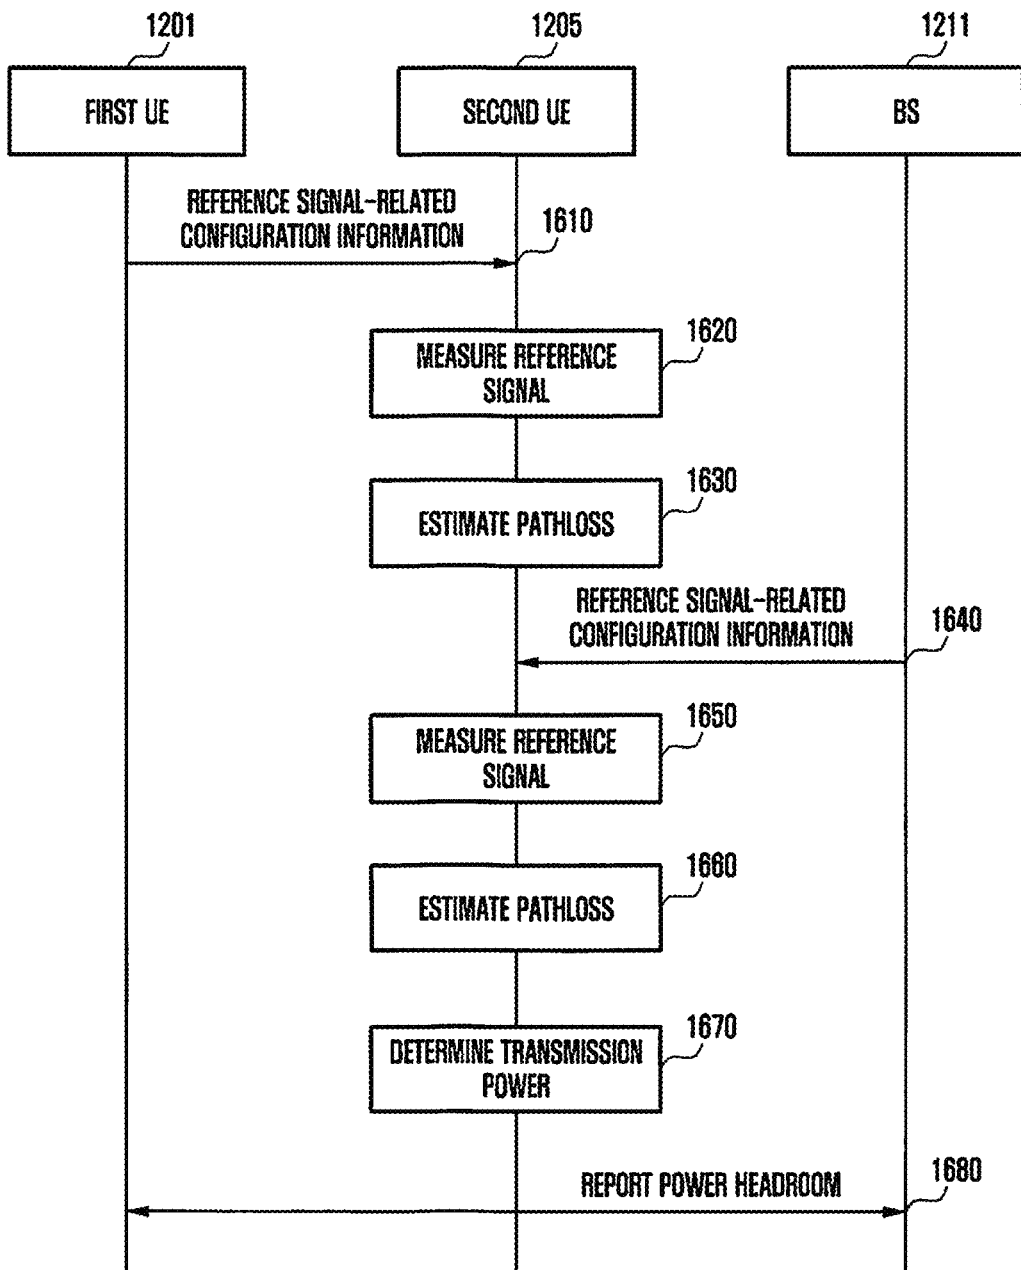 1201
1205
1211
FIRST UE
SECOND UE
BS
REFERENCE SIGNAL-RELATED
CONFIGURATION INFORMATION
1610
MEASURE REFERENCE
SIGNAL
1620
ESTIMATE PATHLOSS
1630
REFERENCE SIGNAL-RELATED
CONFIGURATION INFORMATION
1640
MEASURE REFERENCE
SIGNAL
1650
ESTIMATE PATHLOSS
1660
DETERMINE TRANSMISSION
POWER
1670
REPORT POWER HEADROOM
1680